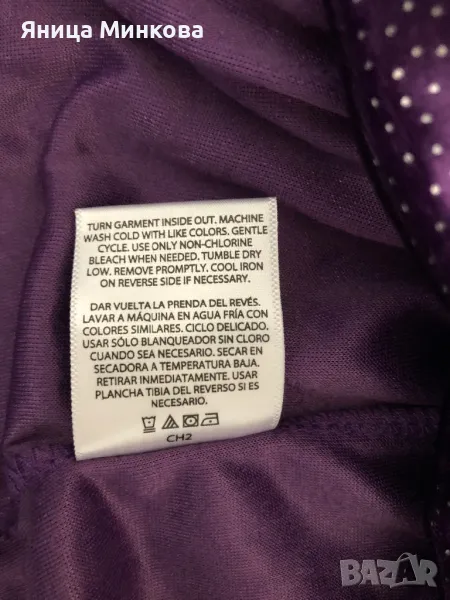 Яница Минкова
TURN GARMENT INSIDE OUT. MACHINE
WASH COLD WITH LIKE COLORS. GENTLE
CYCLE. USE ONLY NON-CHLORINE
BLEACH WHEN NEEDED. TUMBLE DRY
LOW. REMOVE PROMPTLY. COOL IRON
ON REVERSE SIDE IF NECESSARY.
DAR VUELTA LA PRENDA DEL REVÉS.
LAVAR A MÁQUINA EN AGUA FRÍA CON
COLORES SIMILARES. CICLO DELICADO.
USAR SÓLO BLANQUEADOR SIN CLORO
CUANDO SEA NECESARIO. SECAR EN
SECADORA A TEMPERATURA BAJA.
RETIRAR INMEDIATAMENTE. USAR
PLANCHA TIBIA DEL REVERSO SI ES
NECESARIO.
CH2
BAZAR